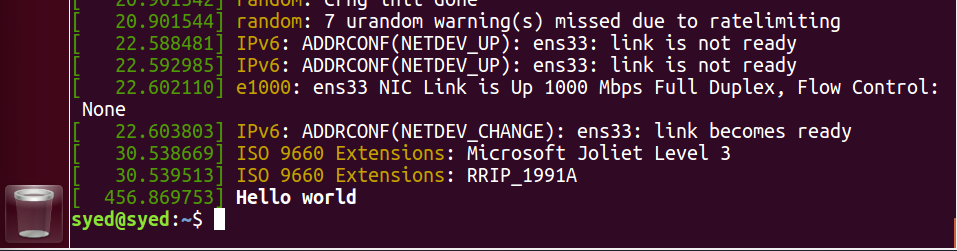 [   20.901542] random: crng init done
[   20.901544] random: 7 urandom warning(s) missed due to ratelimiting
[   22.588481] IPv6: ADDRCONF(NETDEV_UP): ens33: link is not ready
[   22.592985] IPv6: ADDRCONF(NETDEV_UP): ens33: link is not ready
[   22.602110] e1000: ens33 NIC Link is Up 1000 Mbps Full Duplex, Flow Control:
 None
[   22.603803] IPv6: ADDRCONF(NETDEV_CHANGE): ens33: link becomes ready
[   30.538669] ISO 9660 Extensions: Microsoft Joliet Level 3
[   30.539513] ISO 9660 Extensions: RRIP_1991A
[  456.869753] Hello world
syed@syed:~$